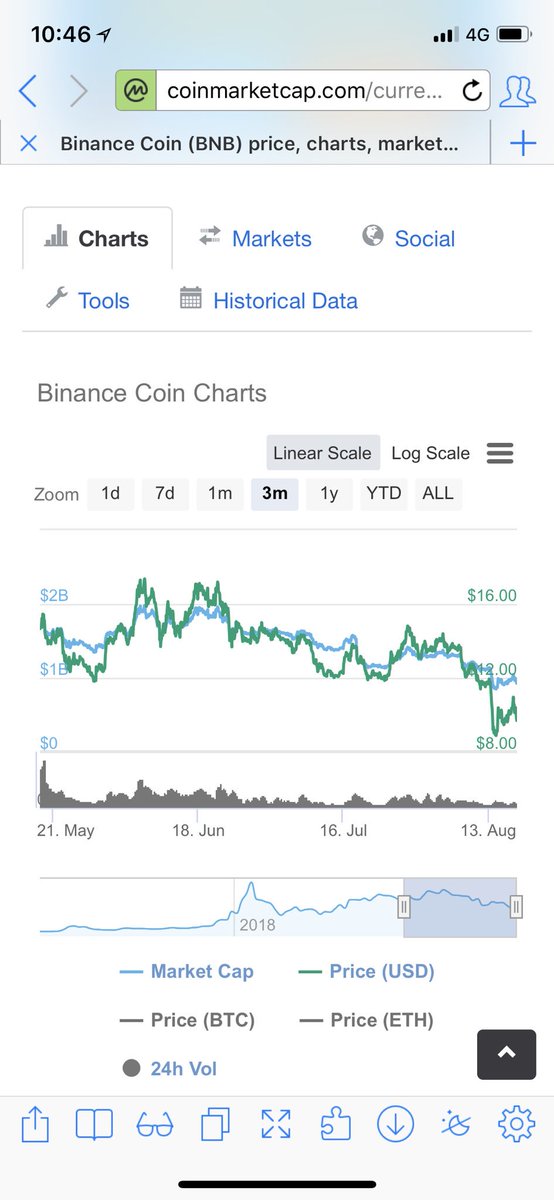 10:46
4G
coinmarketcap.com/curre...
Binance Coin (BNB) price, charts, market...
Charts
Markets
Social
Tools
Historical Data
Binance Coin Charts
Linear Scale Log Scale
Zoom 1d 7d 1m 3m 1y YTD ALL
$2B $16.00
$1B $12.00
$0 $8.00
21. May 18. Jun 16. Jul 13. Aug
2018
Market Cap Price (USD)
Price (BTC) Price (ETH)
24h Vol